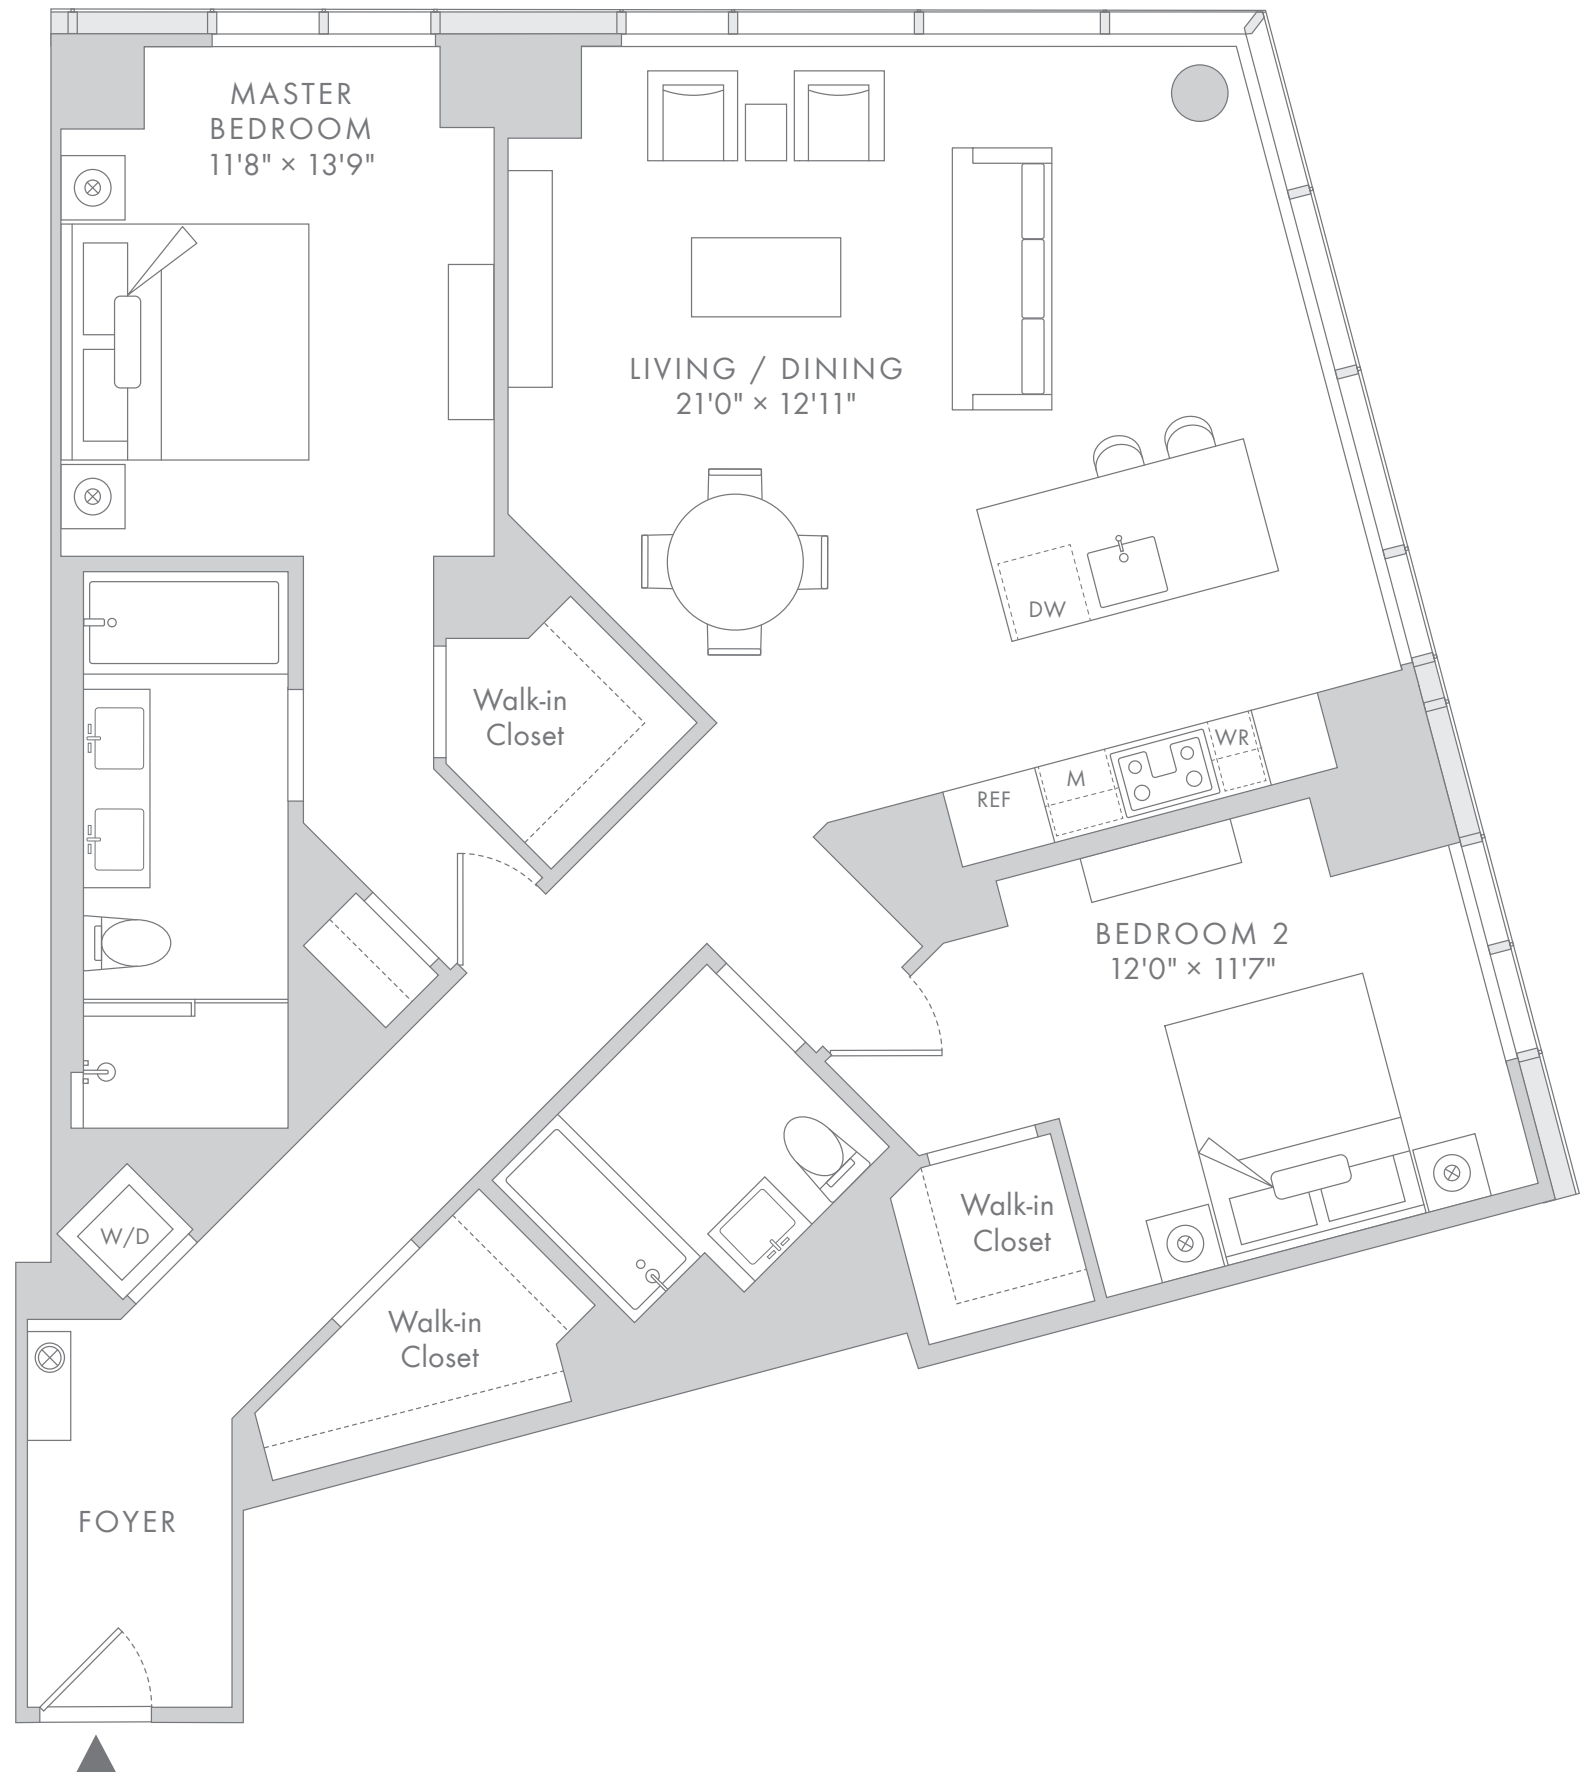 MASTER
BEDROOM
11'8" × 13'9"
LIVING / DINING
21'0" × 12'11"
DW
Walk-in
Closet
WR
M
REF
BEDROOM 2
12'0" × 11'7"
Walk-in
Closet
W/D
Walk-in
Closet
FOYER